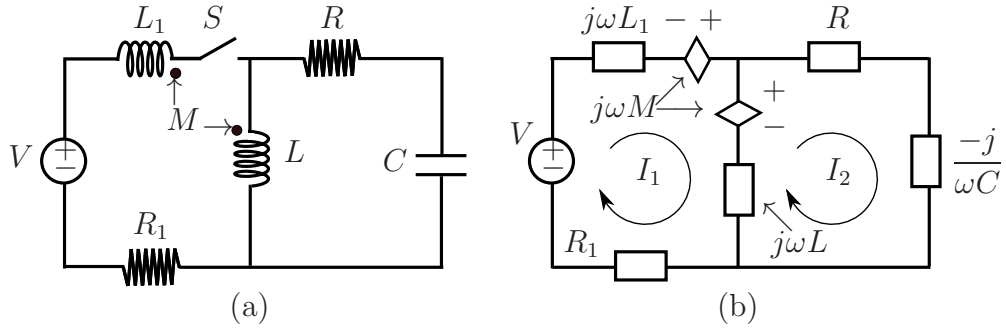 L₁ S R
M
V + − L C
R₁
(a)
jωL₁ − + R
jωM + −
V + − I₁ I₂ −j/ωC
R₁ jωL
(b)